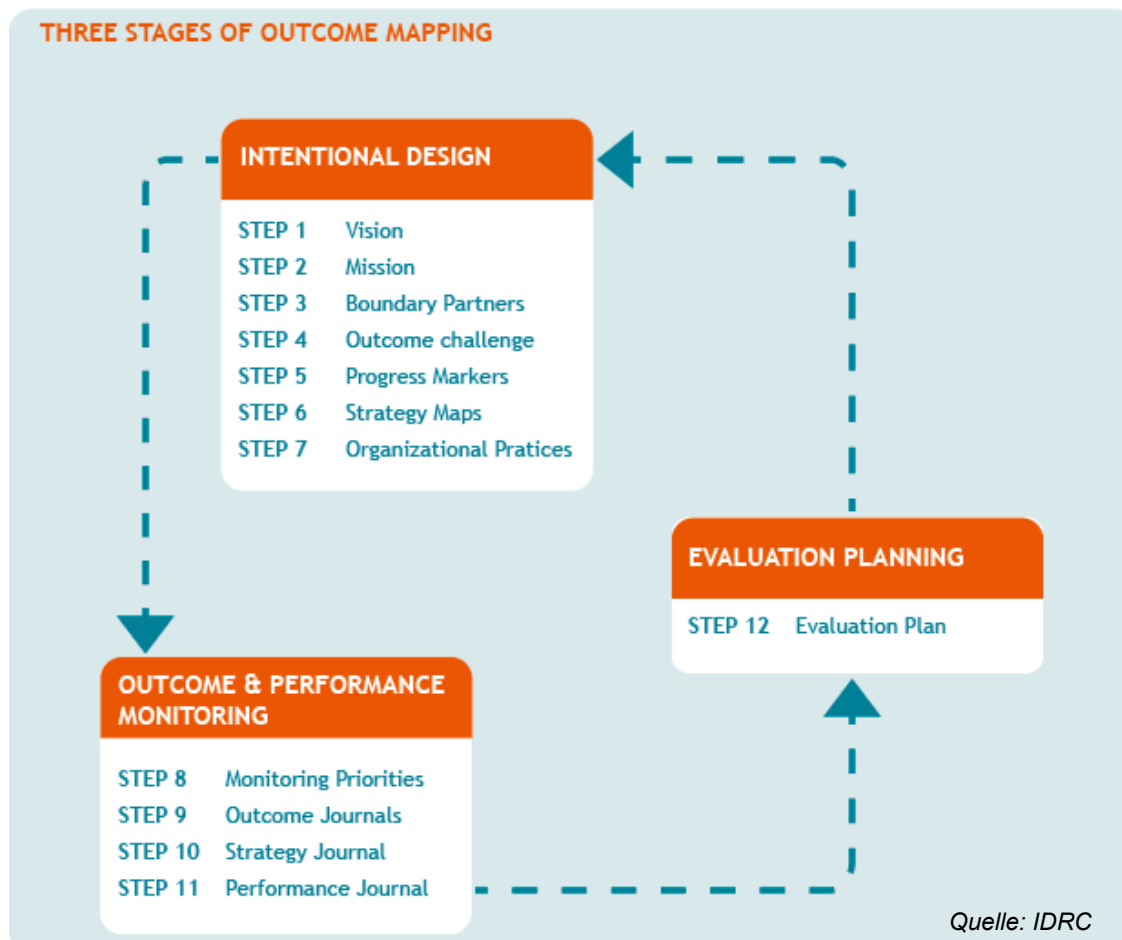 THREE STAGES OF OUTCOME MAPPING
INTENTIONAL DESIGN
STEP 1 Vision
STEP 2 Mission
STEP 3 Boundary Partners
STEP 4 Outcome challenge
STEP 5 Progress Markers
STEP 6 Strategy Maps
STEP 7 Organizational Pratices
EVALUATION PLANNING
STEP 12 Evaluation Plan
OUTCOME & PERFORMANCE
MONITORING
STEP 8 Monitoring Priorities
STEP 9 Outcome Journals
STEP 10 Strategy Journal
STEP 11 Performance Journal
Quelle: IDRC